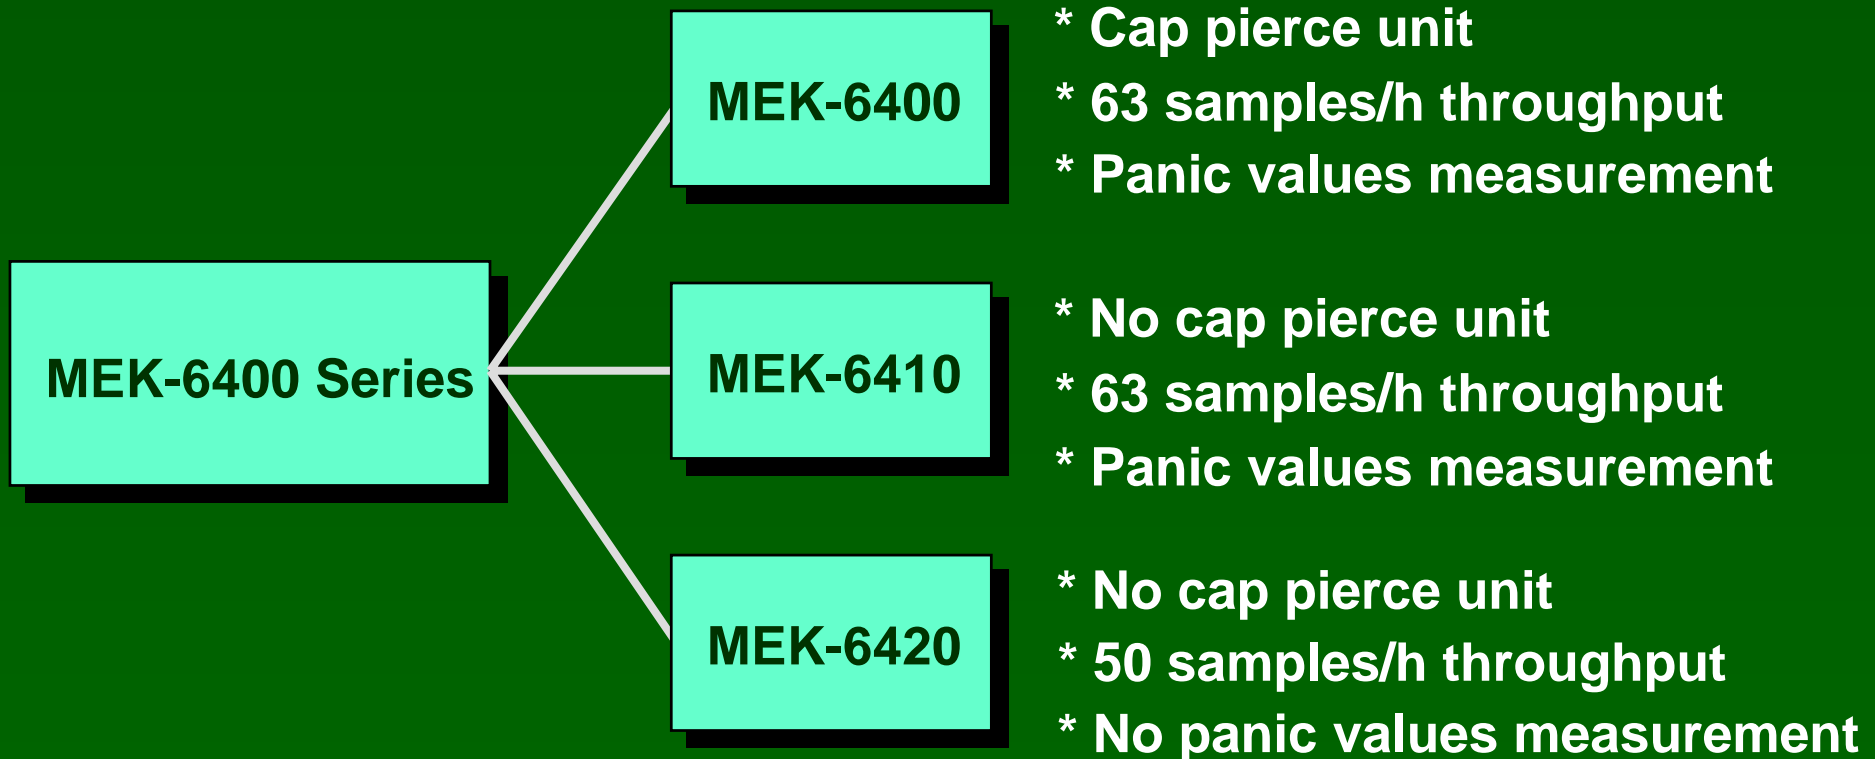 MEK-6400 Series
MEK-6400
* Cap pierce unit
* 63 samples/h throughput
* Panic values measurement
MEK-6410
* No cap pierce unit
* 63 samples/h throughput
* Panic values measurement
MEK-6420
* No cap pierce unit
* 50 samples/h throughput
* No panic values measurement